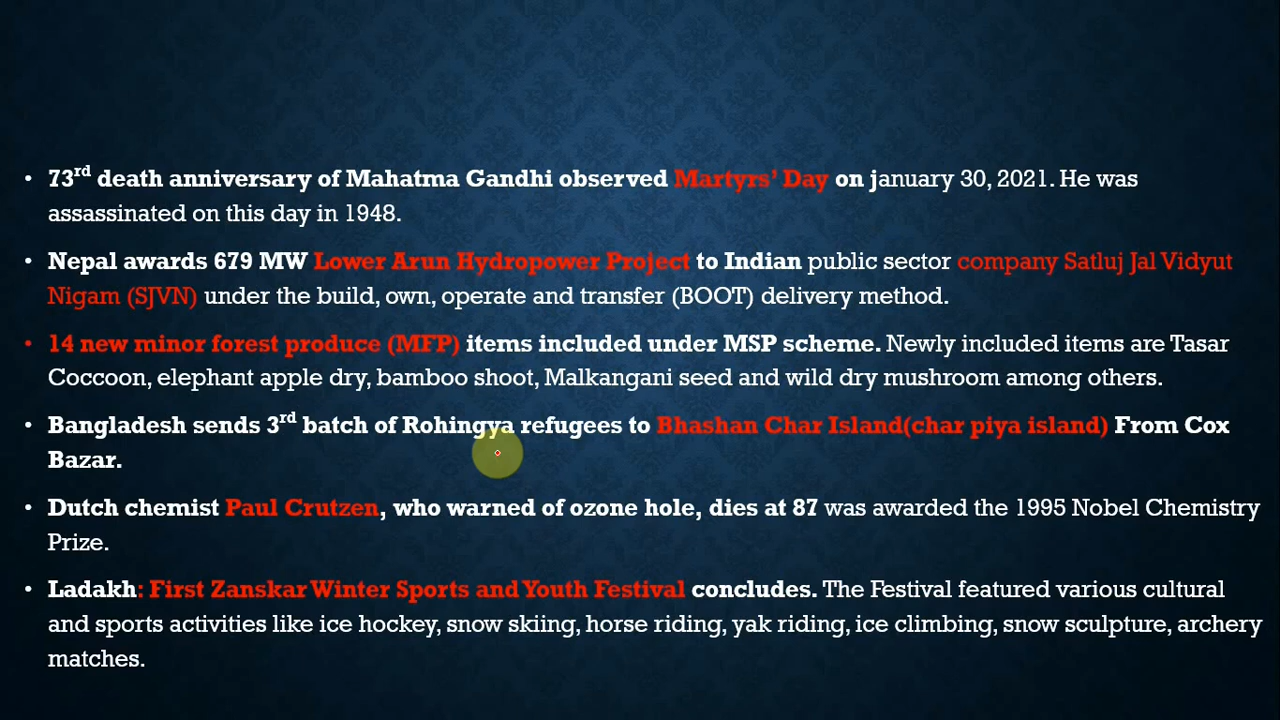 • 73rd death anniversary of Mahatma Gandhi observed Martyrs' Day on january 30, 2021. He was
assassinated on this day in 1948.
• Nepal awards 679 MW Lower Arun Hydropower Project to Indian public sector company Satluj Jal Vidyut
Nigam (SJVN) under the build, own, operate and transfer (BOOT) delivery method.
• 14 new minor forest produce (MFP) items included under MSP scheme. Newly included items are Tasar
Coccoon, elephant apple dry, bamboo shoot, Malkangani seed and wild dry mushroom among others.
• Bangladesh sends 3rd batch of Rohingya refugees to Bhashan Char Island(char piya island) From Cox
Bazar.
• Dutch chemist Paul Crutzen, who warned of ozone hole, dies at 87 was awarded the 1995 Nobel Chemistry
Prize.
• Ladakh: First Zanskar Winter Sports and Youth Festival concludes. The Festival featured various cultural
and sports activities like ice hockey, snow skiing, horse riding, yak riding, ice climbing, snow sculpture, archery
matches.